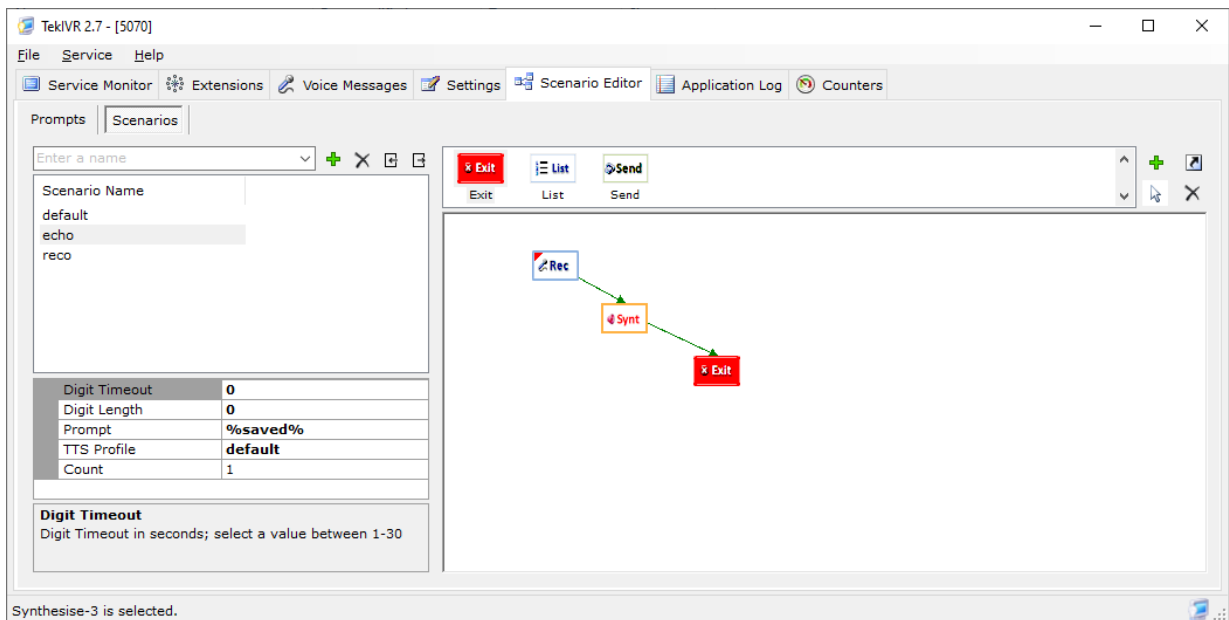 TekIVR 2.7 - [5070]
File Service Help
Service Monitor Extensions Voice Messages Settings Scenario Editor Application Log Counters
Prompts Scenarios
Enter a name
Exit List Send
Exit List Send
Scenario Name
default
echo
reco
Rec
Synt
Exit
Digit Timeout 0
Digit Length 0
Prompt %saved%
TTS Profile default
Count 1
Digit Timeout
Digit Timeout in seconds; select a value between 1-30
Synthesise-3 is selected.